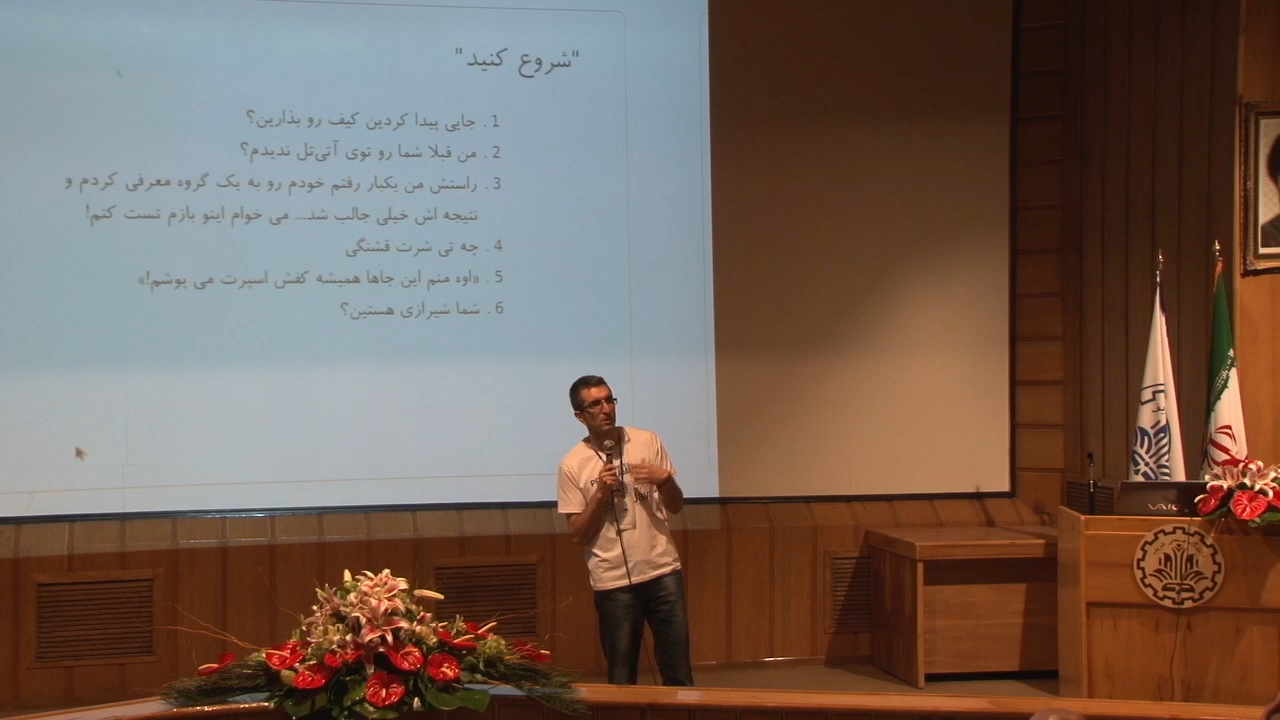 "شروع کنید"
1. جایی پیدا کردین کیف رو بذارین؟
2. من قبلا شما رو توی آتی‌تل ندیدم؟
3. راستش من یکبار رفتم خودم رو به یک گروه معرفی کردم و
نتیجه اش خیلی جالب شد... می خوام اینو بازم تست کنم!
4. چه تی شرت قشنگی
5. «اوه منم این جاها همیشه کفش اسپرت می پوشم!»
6. شما شیرازی هستین؟
VAIO